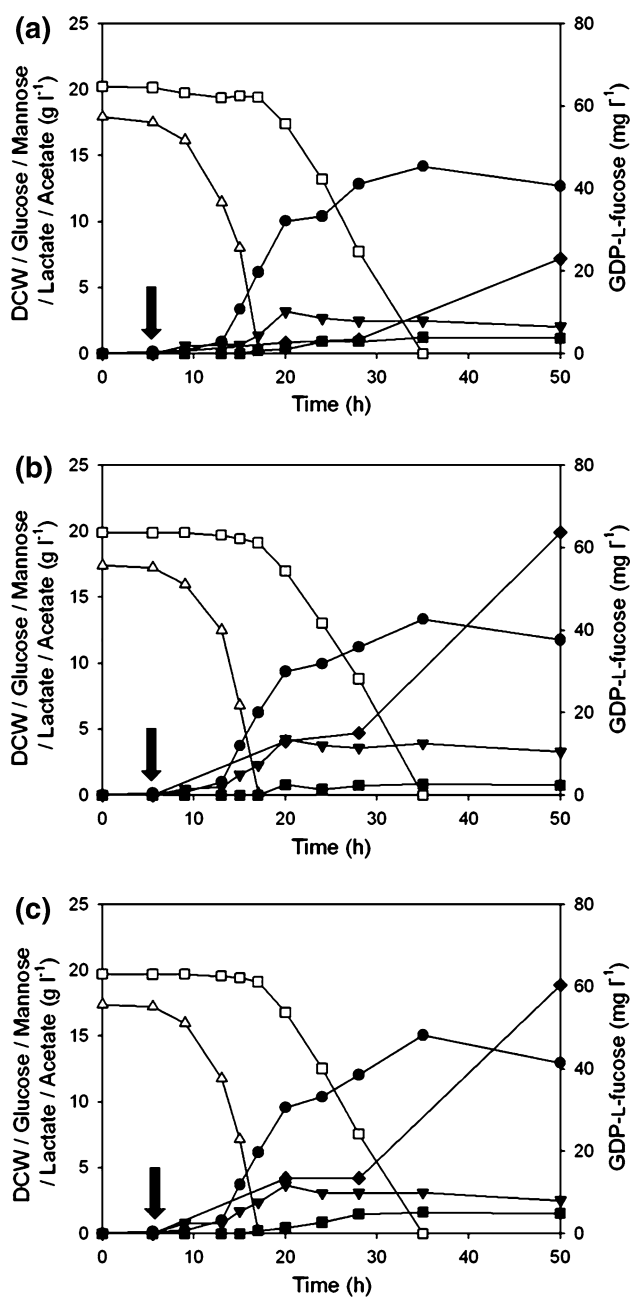 (a)
25
20
15
10
5
0
DCW / Glucose / Mannose
/ Lactate / Acetate (g l⁻¹)
80
60
40
20
0
GDP-L-fucose (mg l⁻¹)
0 10 20 30 40 50
Time (h)
(b)
25
20
15
10
5
0
DCW / Glucose / Mannose
/ Lactate / Acetate (g l⁻¹)
80
60
40
20
0
GDP-L-fucose (mg l⁻¹)
0 10 20 30 40 50
Time (h)
(c)
25
20
15
10
5
0
DCW / Glucose / Mannose
/ Lactate / Acetate (g l⁻¹)
80
60
40
20
0
GDP-L-fucose (mg l⁻¹)
0 10 20 30 40 50
Time (h)